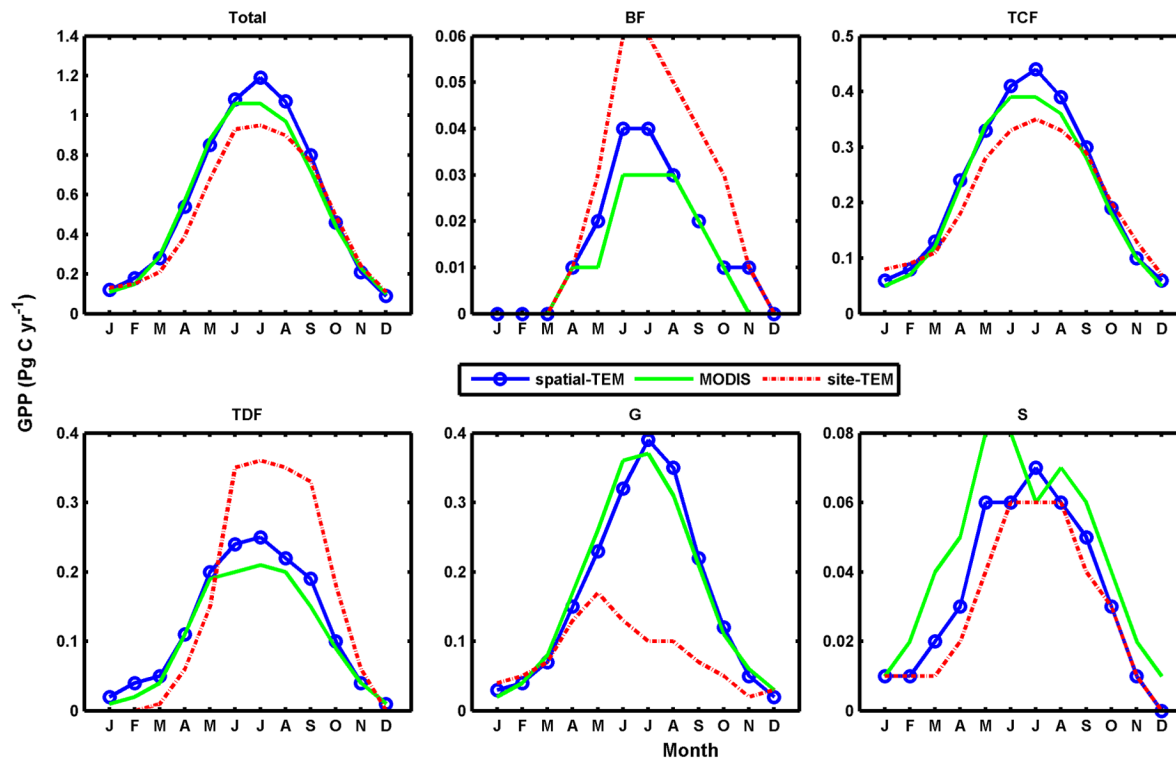 Total
BF
TCF
1.4
1.2
1
0.8
0.6
0.4
0.2
0
J F M A M J J A S O N D
0.06
0.05
0.04
0.03
0.02
0.01
0
J F M A M J J A S O N D
0.5
0.4
0.3
0.2
0.1
0
J F M A M J J A S O N D
GPP (Pg C yr-1)
spatial-TEM MODIS site-TEM
TDF
G
S
0.4
0.3
0.2
0.1
0
J F M A M J J A S O N D
0.4
0.3
0.2
0.1
0
J F M A M J J A S O N D
0.08
0.06
0.04
0.02
0
J F M A M J J A S O N D
Month